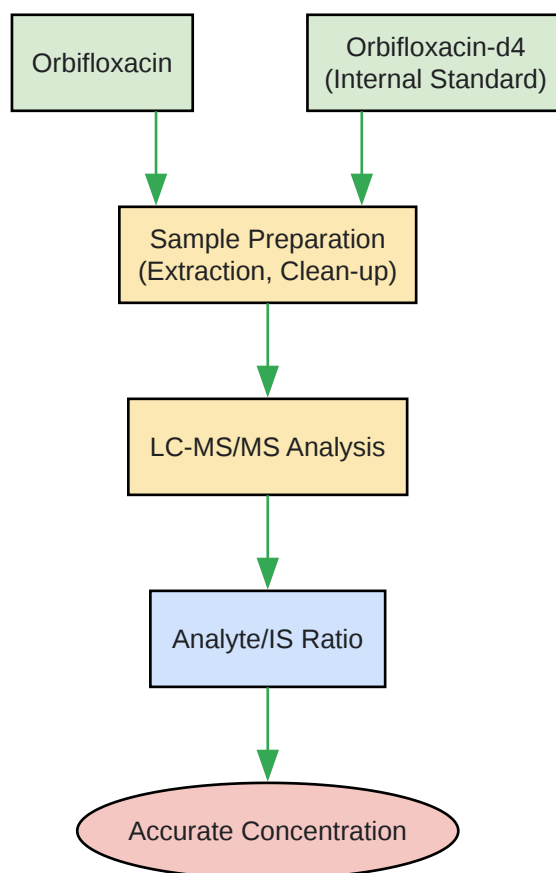 Orbifloxacin
Orbifloxacin-d4
(Internal Standard)
Sample Preparation
(Extraction, Clean-up)
LC-MS/MS Analysis
Analyte/IS Ratio
Accurate Concentration